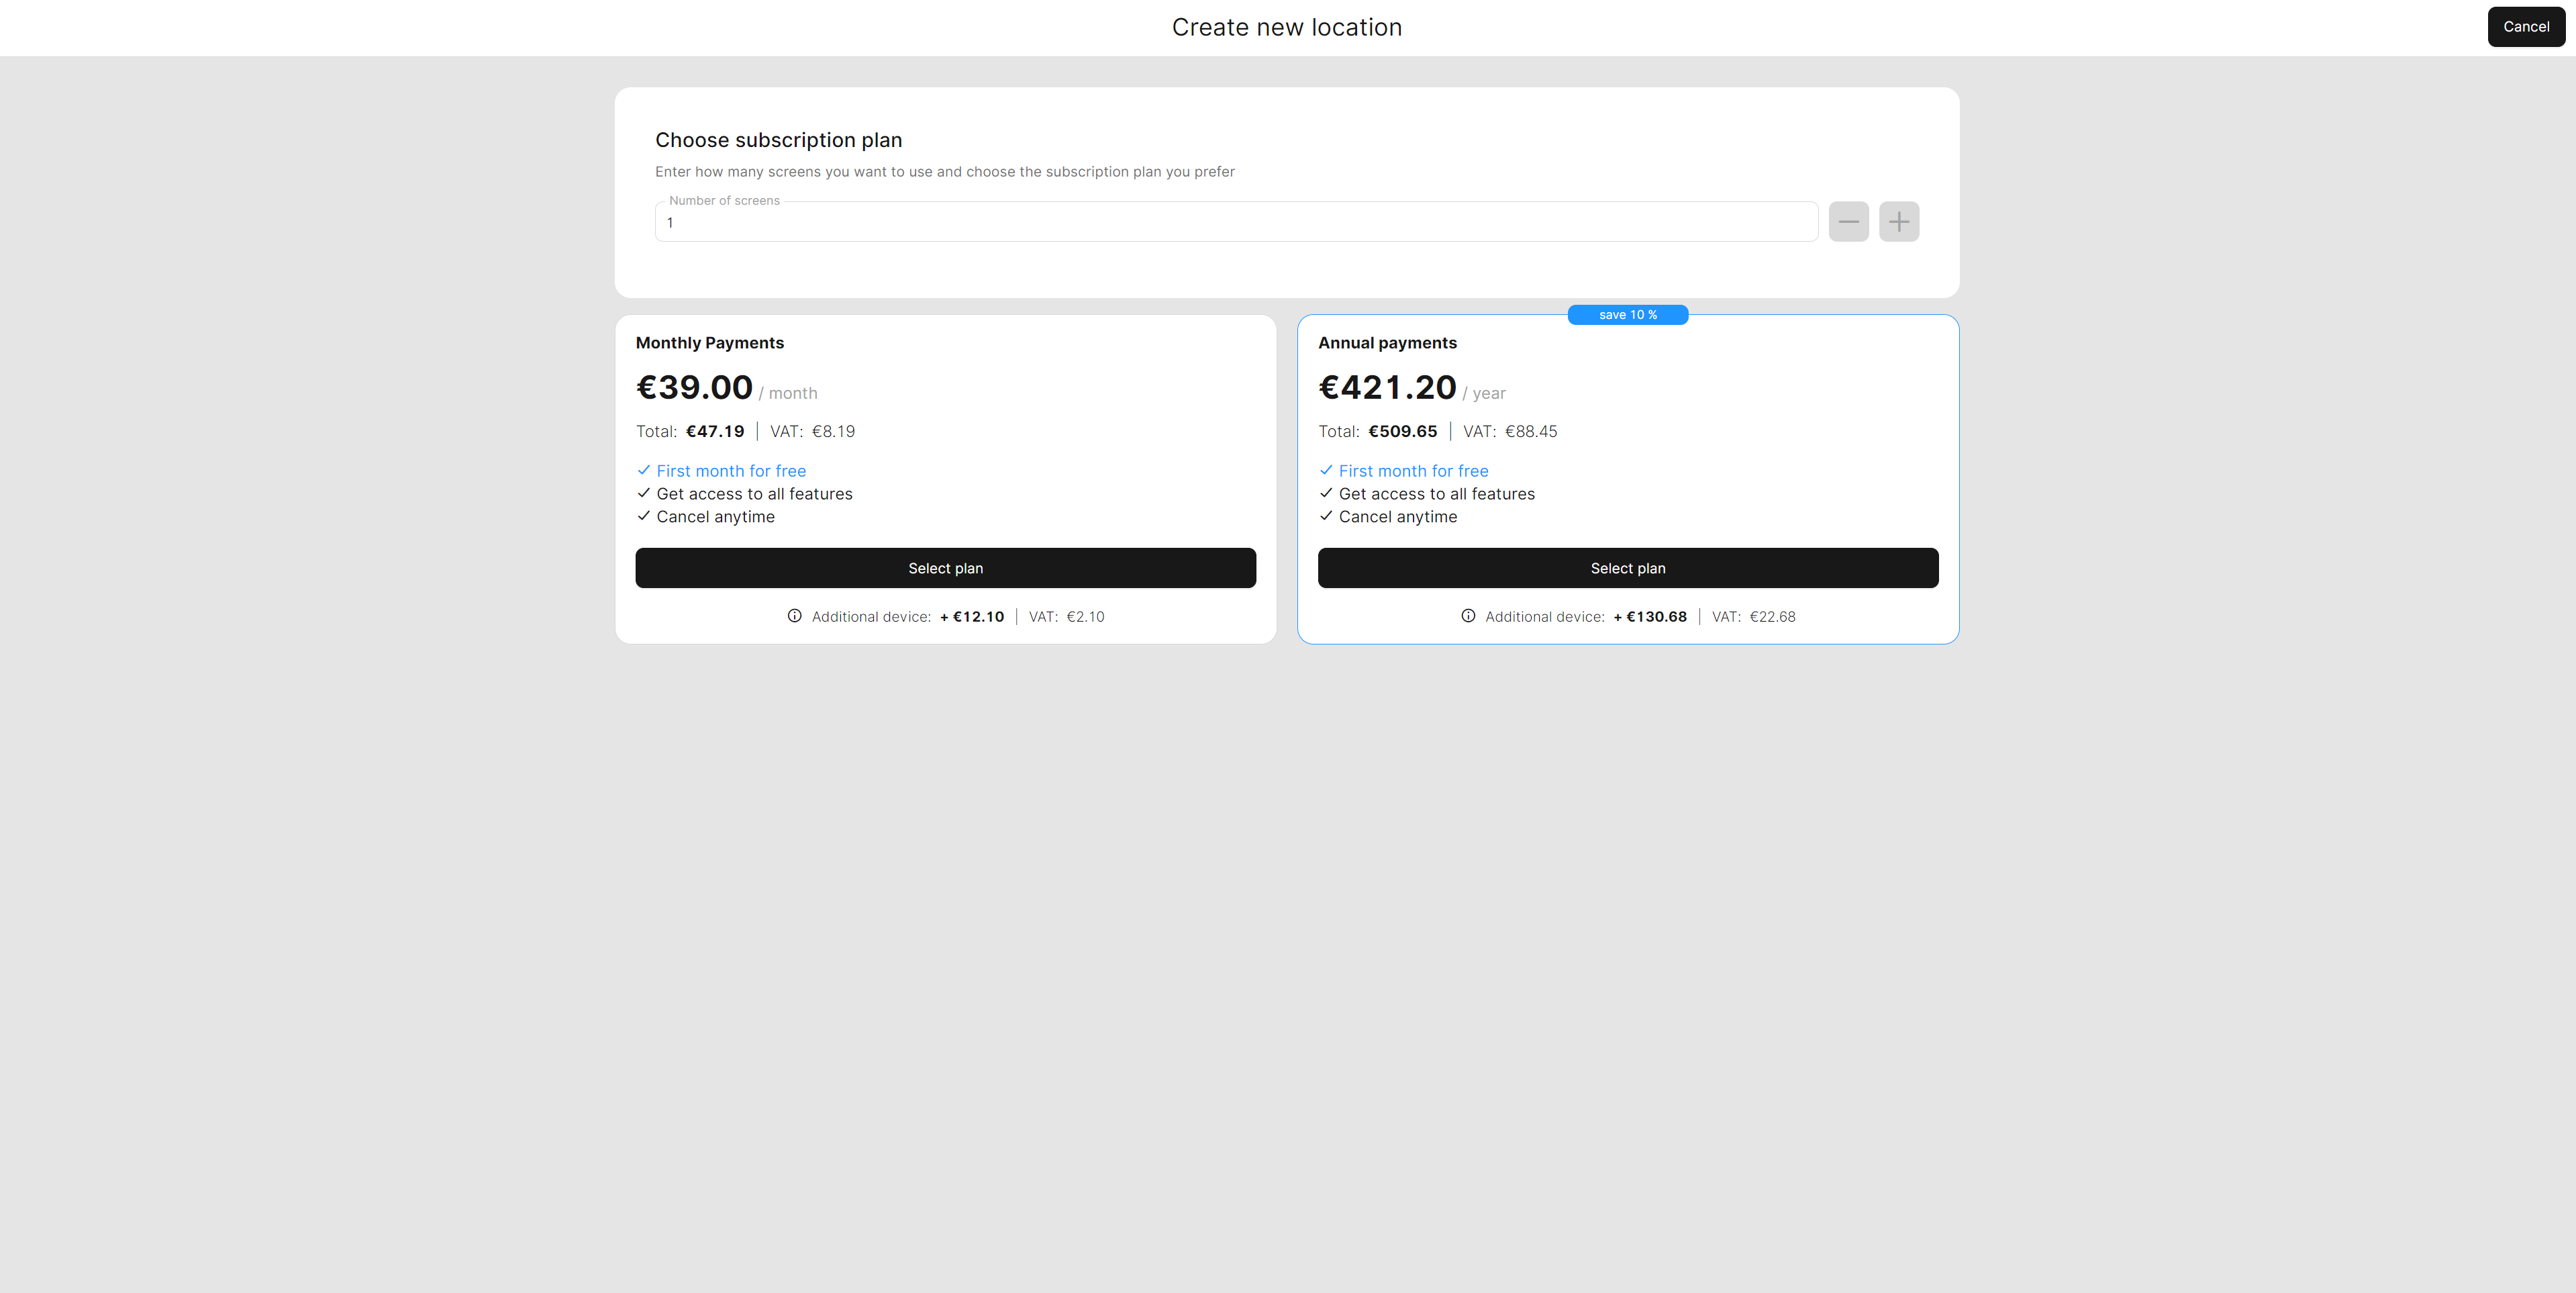 Create new location
Cancel
Choose subscription plan
Enter how many screens you want to use and choose the subscription plan you prefer
Number of screens
1
Monthly Payments
€39.00 / month
Total: €47.19 | VAT: €8.19
First month for free
Get access to all features
Cancel anytime
Select plan
Additional device: + €12.10 | VAT: €2.10
save 10 %
Annual payments
€421.20 / year
Total: €509.65 | VAT: €88.45
First month for free
Get access to all features
Cancel anytime
Select plan
Additional device: + €130.68 | VAT: €22.68